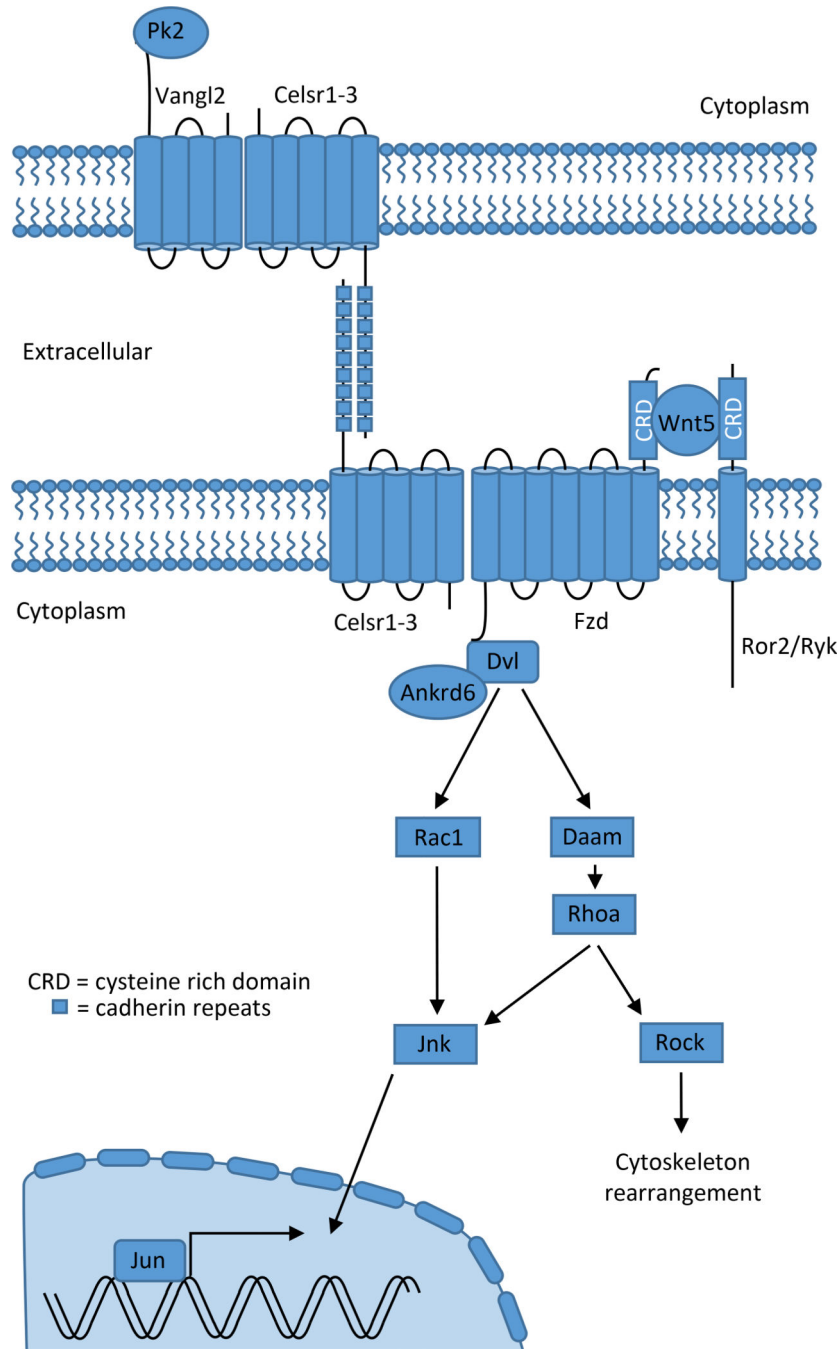 Pk2
Vangl2
Celsr1-3
Cytoplasm
Extracellular
CRD
Wnt5
CRD
Cytoplasm
Celsr1-3
Fzd
Ror2/Ryk
Dvl
Ankrd6
Rac1
Daam
Rhoa
CRD = cysteine rich domain
= cadherin repeats
Jnk
Rock
Cytoskeleton
rearrangement
Jun